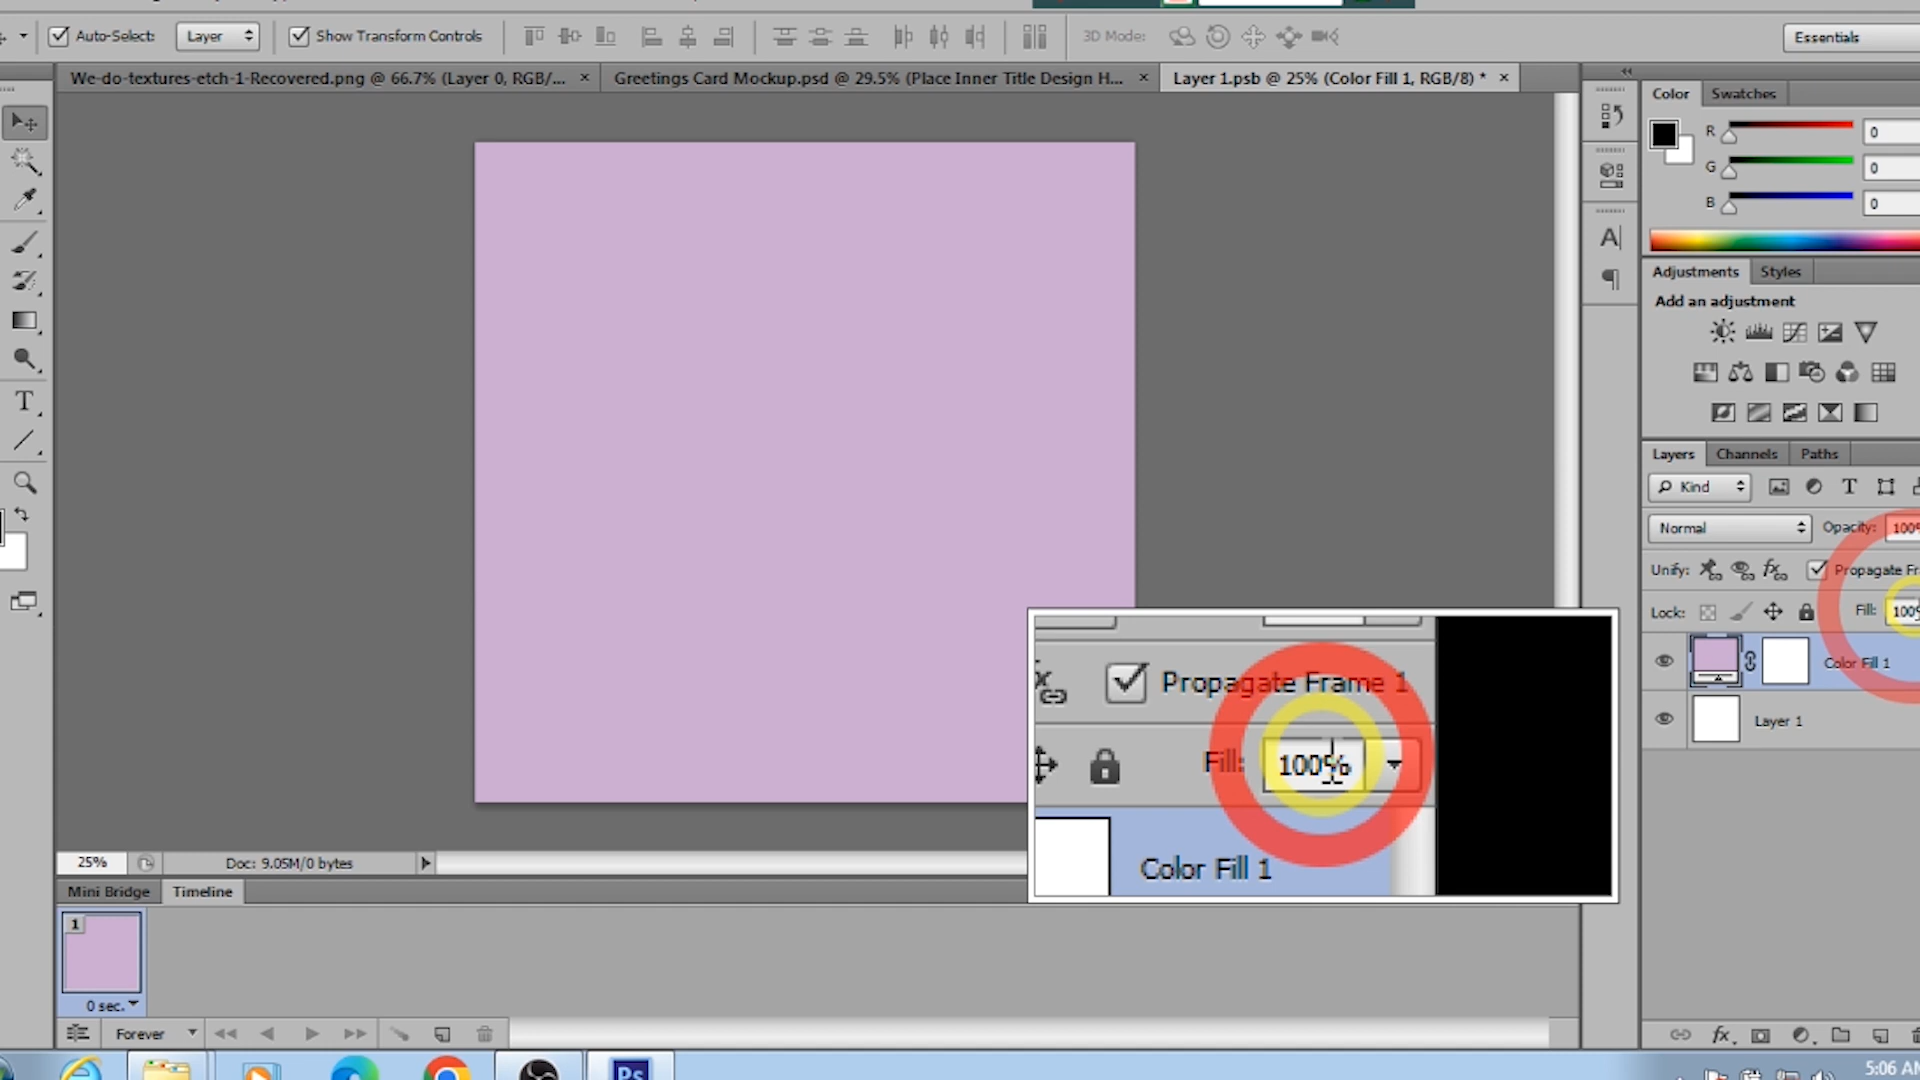 Auto-Select: Layer Show Transform Controls 3D Mode: Essentials
We-do-textures-etch-1-Recovered.png @ 66.7% (Layer 0, RGB/... × Greetings Card Mockup.psd @ 29.5% (Place Inner Title Design H... × Layer 1.psb @ 25% (Color Fill 1, RGB/8) * ×
Color Swatches
R 0
G 0
B 0
Adjustments Styles
Add an adjustment
Layers Channels Paths
Kind
Normal Opacity: 100%
Unify: Propagate Fr
Lock: Fill: 100%
Color Fill 1
Layer 1
Propagate Frame 1
Fill: 100%
Color Fill 1
25% Doc: 9.05M/0 bytes
Mini Bridge Timeline
1
0 sec.
Forever
Ps
5:06 AM